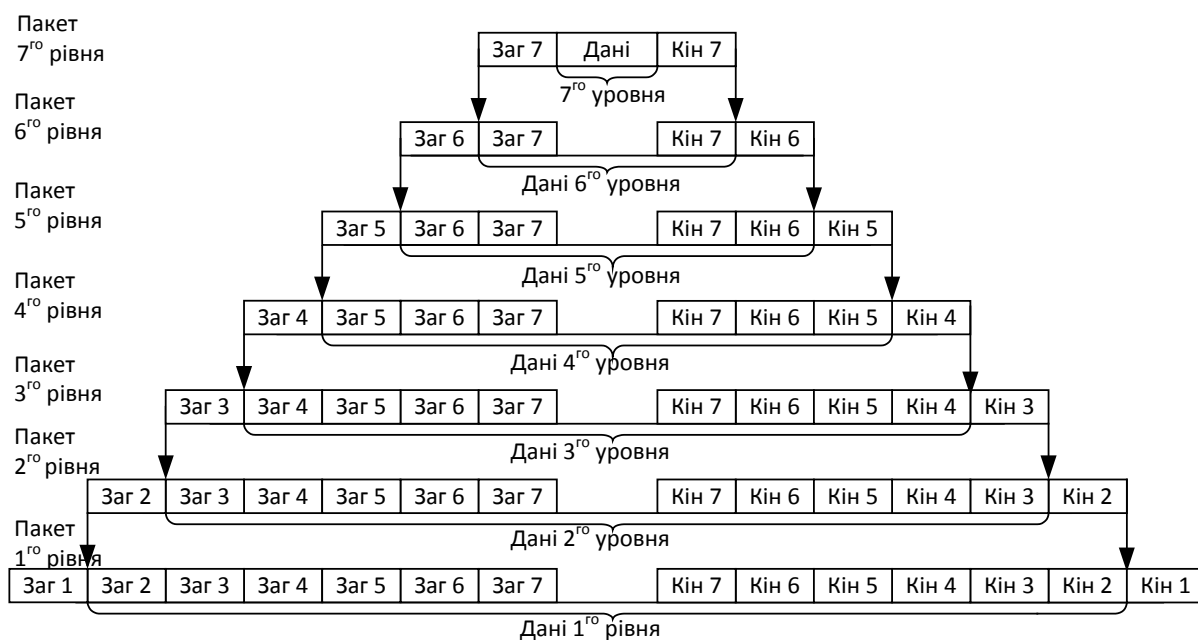 Пакет
7го рівня
Заг 7 Дані Кін 7
7го уровня
Пакет
6го рівня
Заг 6 Заг 7 Кін 7 Кін 6
Дані 6го уровня
Пакет
5го рівня
Заг 5 Заг 6 Заг 7 Кін 7 Кін 6 Кін 5
Дані 5го уровня
Пакет
4го рівня
Заг 4 Заг 5 Заг 6 Заг 7 Кін 7 Кін 6 Кін 5 Кін 4
Дані 4го уровня
Пакет
3го рівня
Заг 3 Заг 4 Заг 5 Заг 6 Заг 7 Кін 7 Кін 6 Кін 5 Кін 4 Кін 3
Дані 3го уровня
Пакет
2го рівня
Заг 2 Заг 3 Заг 4 Заг 5 Заг 6 Заг 7 Кін 7 Кін 6 Кін 5 Кін 4 Кін 3 Кін 2
Дані 2го уровня
Пакет
1го рівня
Заг 1 Заг 2 Заг 3 Заг 4 Заг 5 Заг 6 Заг 7 Кін 7 Кін 6 Кін 5 Кін 4 Кін 3 Кін 2 Кін 1
Дані 1го рівня